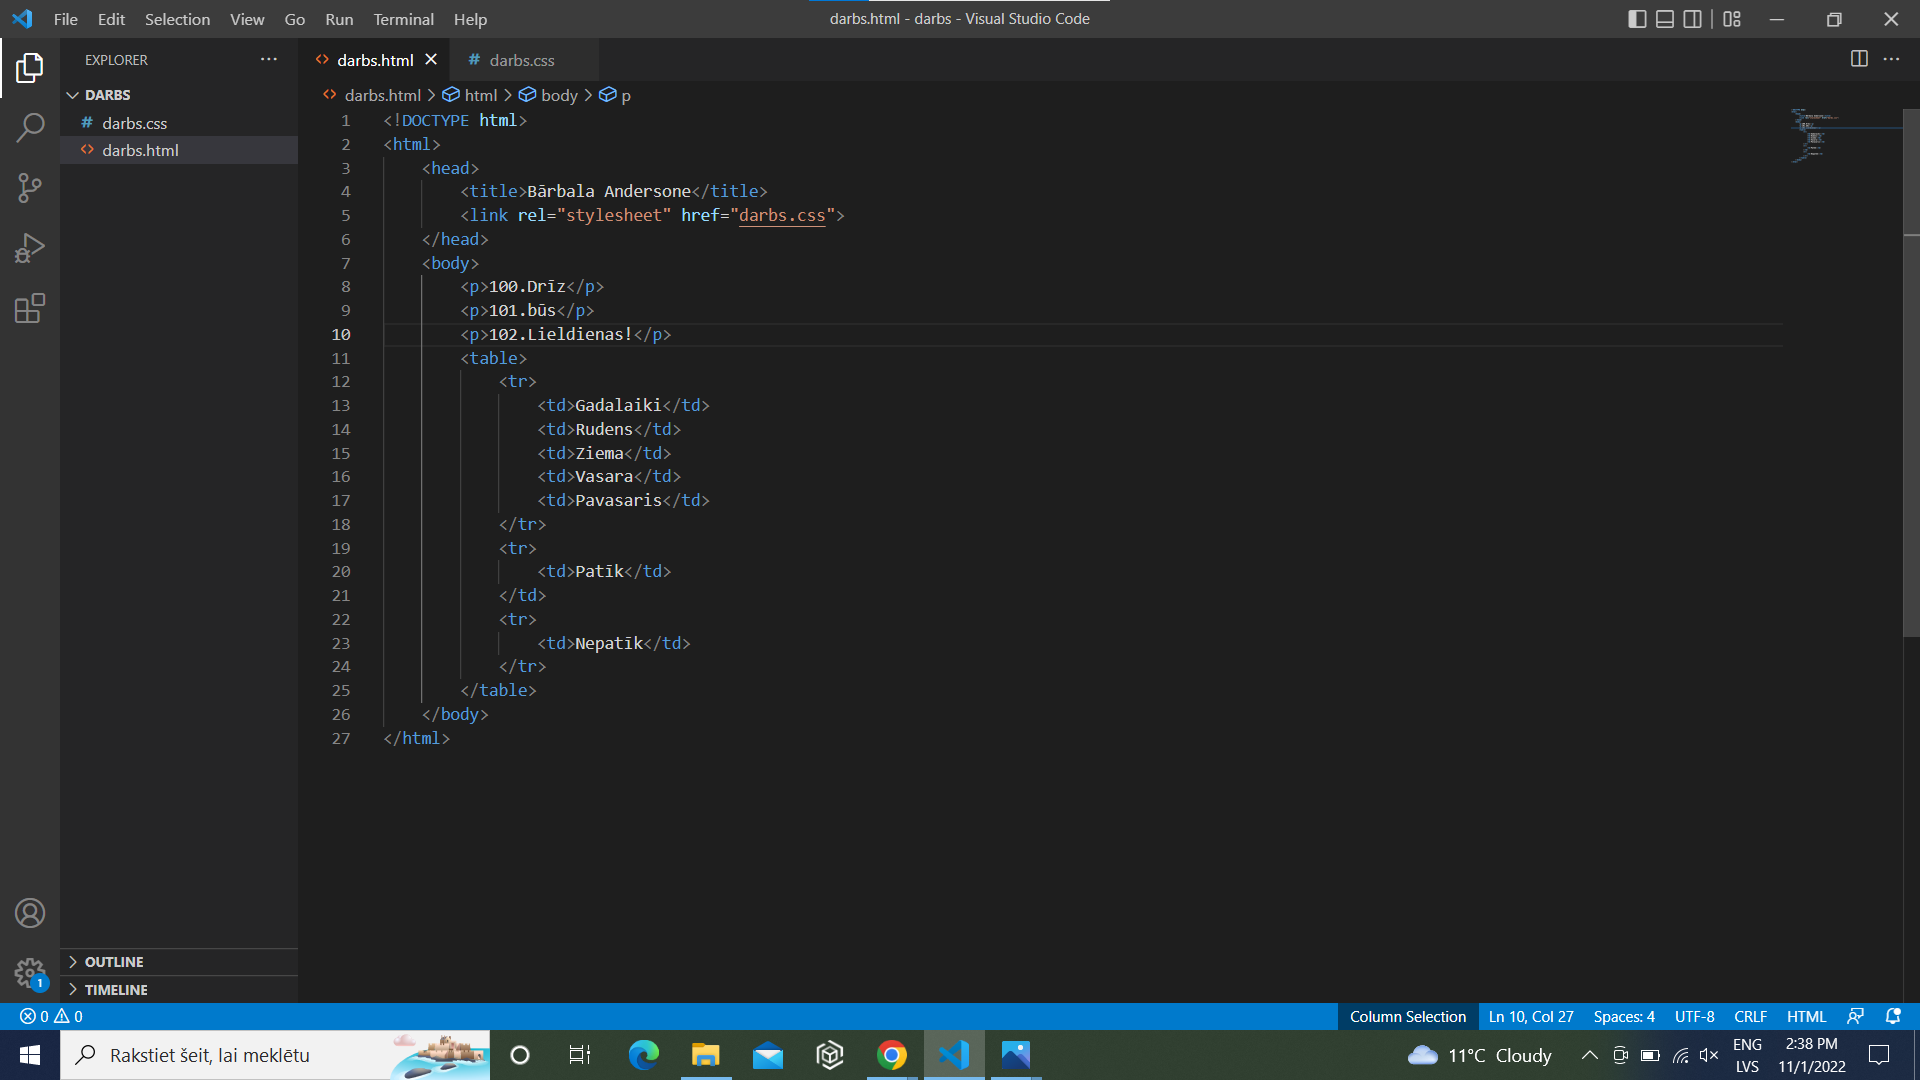 File Edit Selection View Go Run Terminal Help
darbs.html - darbs - Visual Studio Code
EXPLORER
DARBS
# darbs.css
<> darbs.html
OUTLINE
TIMELINE
<> darbs.html
# darbs.css
<> darbs.html > html > body > p
1 <!DOCTYPE html>
2 <html>
3 <head>
4 <title>Bārbala Andersone</title>
5 <link rel="stylesheet" href="darbs.css">
6 </head>
7 <body>
8 <p>100.Drīz</p>
9 <p>101.būs</p>
10 <p>102.Lieldienas!</p>
11 <table>
12 <tr>
13 <td>Gadalaiki</td>
14 <td>Rudens</td>
15 <td>Ziema</td>
16 <td>Vasara</td>
17 <td>Pavasaris</td>
18 </tr>
19 <tr>
20 <td>Patīk</td>
21 </td>
22 <tr>
23 <td>Nepatīk</td>
24 </tr>
25 </table>
26 </body>
27 </html>
1
0 0
Column Selection Ln 10, Col 27 Spaces: 4 UTF-8 CRLF HTML
Rakstiet šeit, lai meklētu
11°C Cloudy
ENG
LVS
2:38 PM
11/1/2022